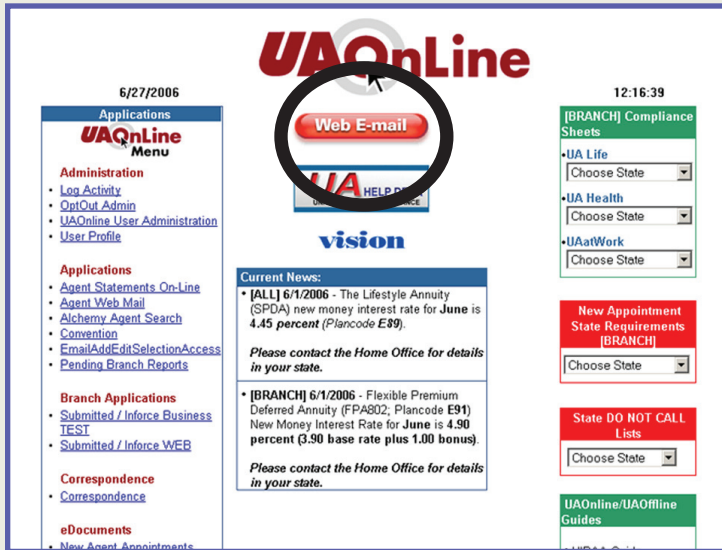 UAOnLine
6/27/2006
12:16:39
Applications
UAOnLine
Menu
Administration
• Log Activity
• OptOut Admin
• UAOnline User Administration
• User Profile
Applications
• Agent Statements On-Line
• Agent Web Mail
• Alchemy Agent Search
• Convention
• EmailAddEditSelectionAccess
• Pending Branch Reports
Branch Applications
• Submitted / Inforce Business
TEST
• Submitted / Inforce WEB
Correspondence
• Correspondence
eDocuments
• New Agent Appointments
Web E-mail
UA HELP
vision
Current News:
• [ALL] 6/1/2006 - The Lifestyle Annuity
(SPDA) new money interest rate for June is
4.45 percent (Plancode E89).
Please contact the Home Office for details
in your state.
• [BRANCH] 6/1/2006 - Flexible Premium
Deferred Annuity (FPA802; Plancode E91)
New Money Interest Rate for June is 4.90
percent (3.90 base rate plus 1.00 bonus).
Please contact the Home Office for details
in your state.
[BRANCH] Compliance
Sheets
•UA Life
Choose State
•UA Health
Choose State
•UAatWork
Choose State
New Appointment
State Requirements
[BRANCH]
Choose State
State DO NOT CALL
Lists
Choose State
UAOnline/UAOffline
Guides